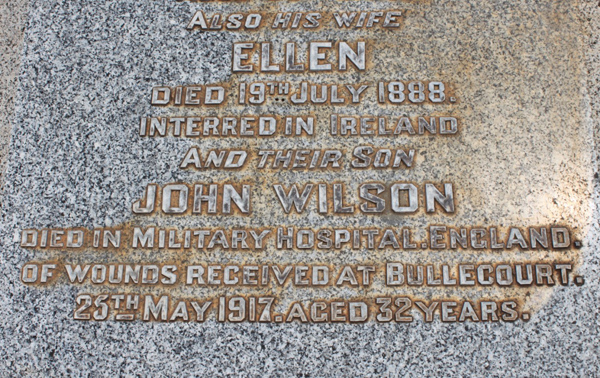 ALSO HIS WIFE
ELLEN
DIED 19TH JULY 1888.
INTERRED IN IRELAND
AND THEIR SON
JOHN WILSON
DIED IN MILITARY HOSPITAL. ENGLAND.
OF WOUNDS RECEIVED AT BULLECOURT.
25TH MAY 1917. AGED 32 YEARS.